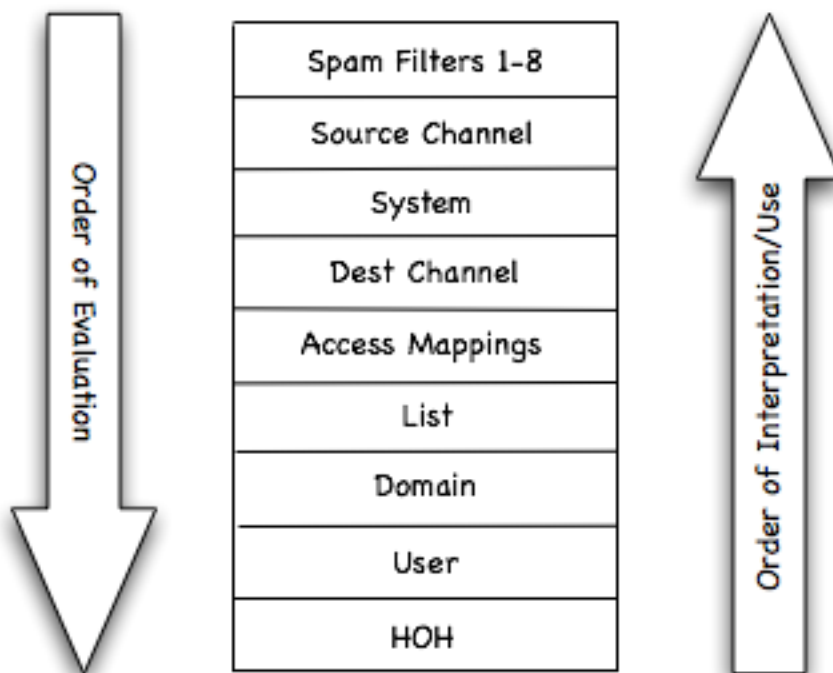 Order of Evaluation
Spam Filters 1-8
Source Channel
System
Dest Channel
Access Mappings
List
Domain
User
HOH
Order of Interpretation/Use